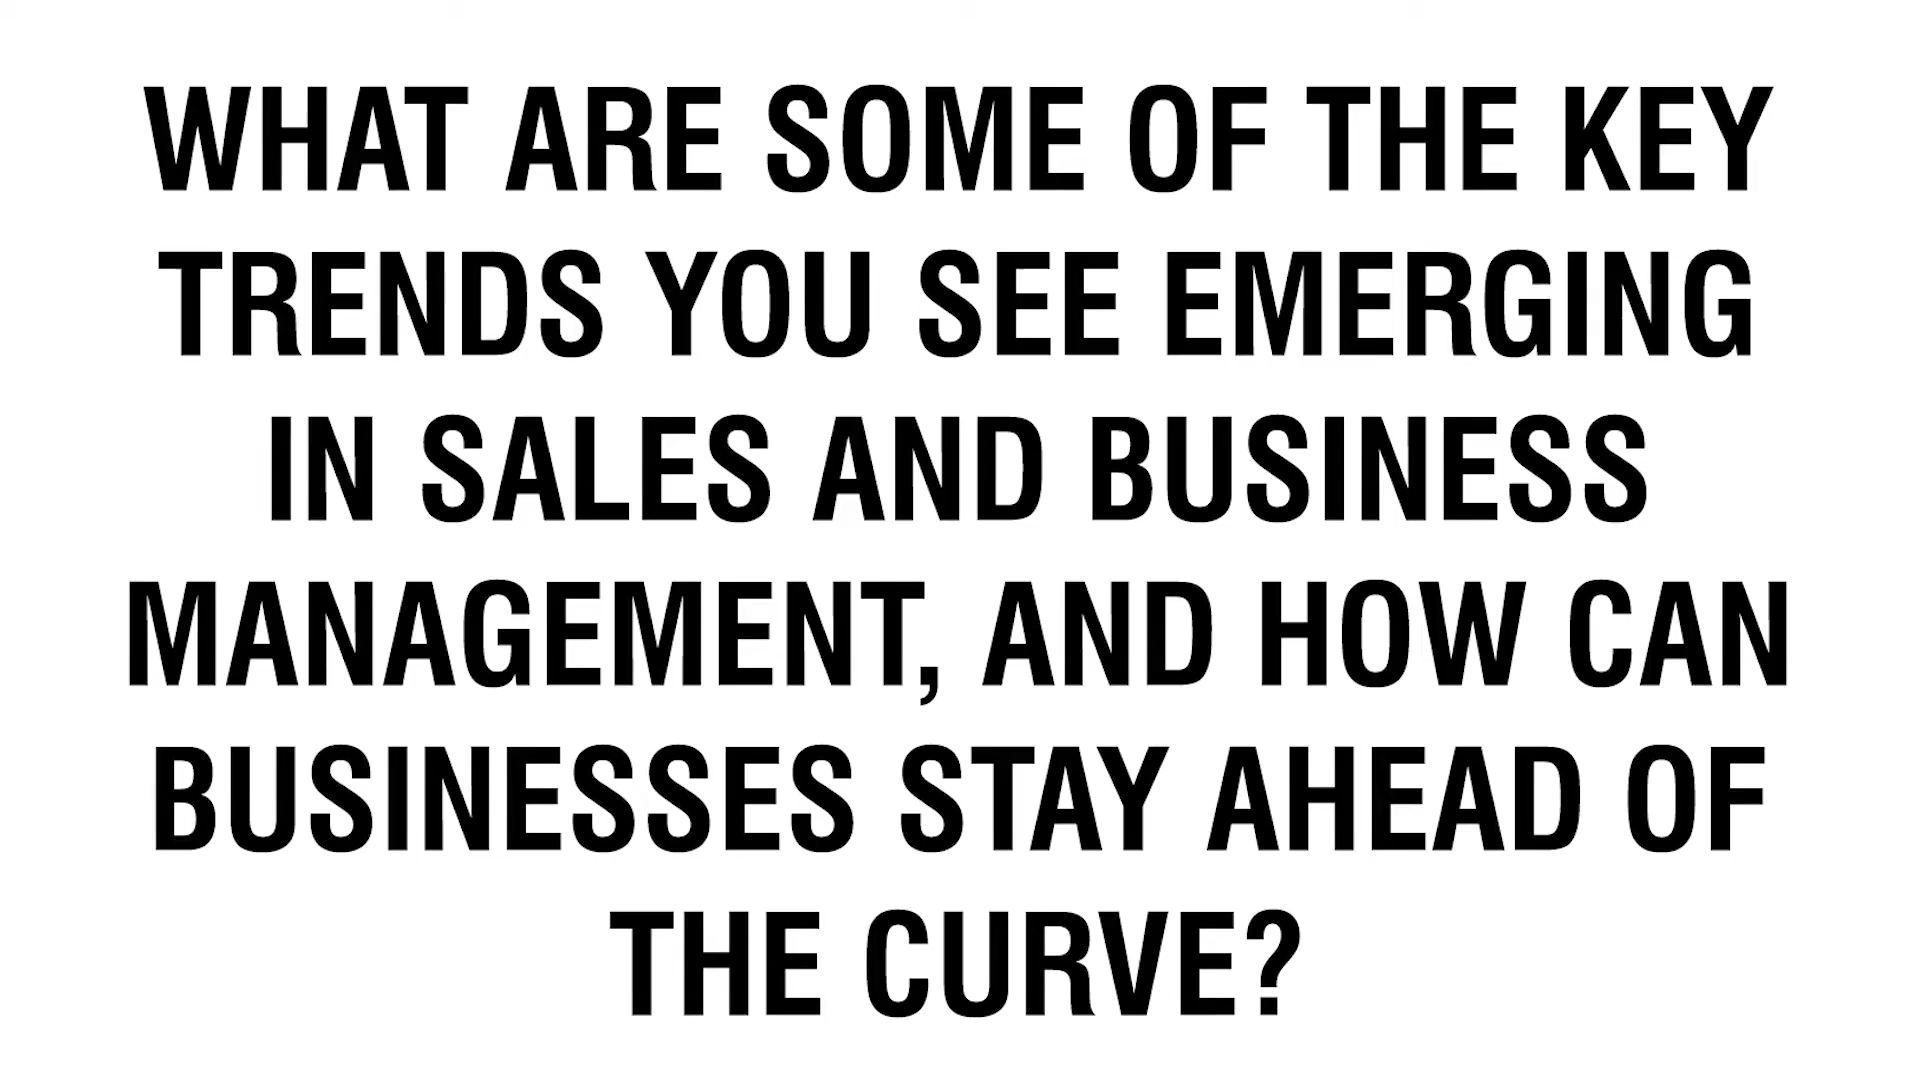 WHAT ARE SOME OF THE KEY
TRENDS YOU SEE EMERGING
IN SALES AND BUSINESS
MANAGEMENT, AND HOW CAN
BUSINESSES STAY AHEAD OF
THE CURVE?